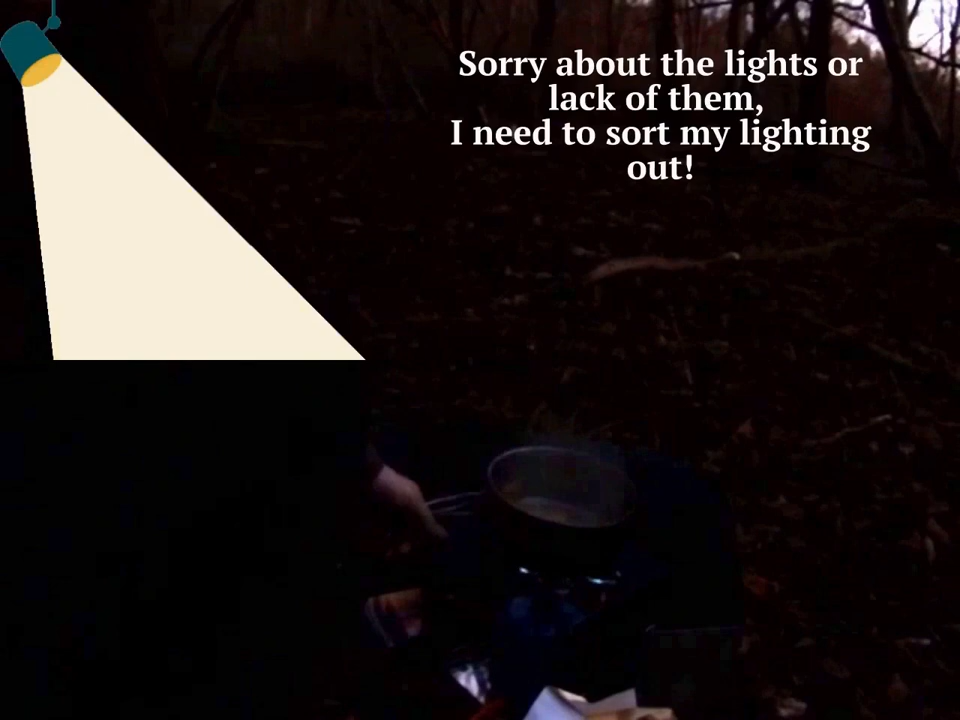 Sorry about the lights or
lack of them,
I need to sort my lighting
out!